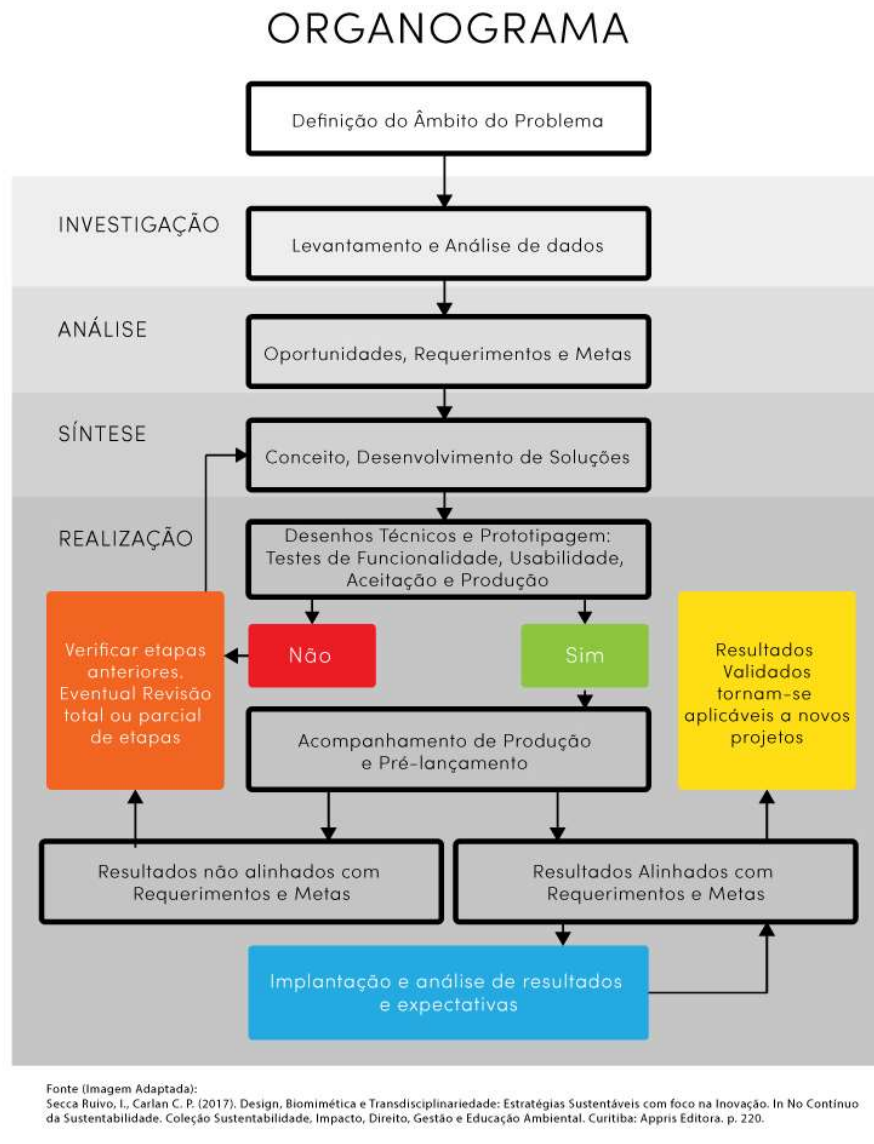 ORGANOGRAMA
Definição do Âmbito do Problema
INVESTIGAÇÃO
Levantamento e Análise de dados
ANÁLISE
Oportunidades, Requerimentos e Metas
SÍNTESE
Conceito, Desenvolvimento de Soluções
REALIZAÇÃO
Desenhos Técnicos e Prototipagem:
Testes de Funcionalidade, Usabilidade,
Aceitação e Produção
Verificar etapas
anteriores.
Eventual Revisão
total ou parcial
de etapas
Não
Sim
Resultados
Validados
tornam-se
aplicáveis a novos
projetos
Acompanhamento de Produção
e Pré-lançamento
Resultados não alinhados com
Requerimentos e Metas
Resultados Alinhados com
Requerimentos e Metas
Implantação e análise de resultados
e expectativas
Fonte (Imagem Adaptada):
Secca Ruivo, I., Carlan C. P. (2017). Design, Biomimética e Transdisciplinariedade: Estratégias Sustentáveis com foco na Inovação. In No Contínuo
da Sustentabilidade. Coleção Sustentabilidade, Impacto, Direito, Gestão e Educação Ambiental. Curitiba: Appris Editora. p. 220.